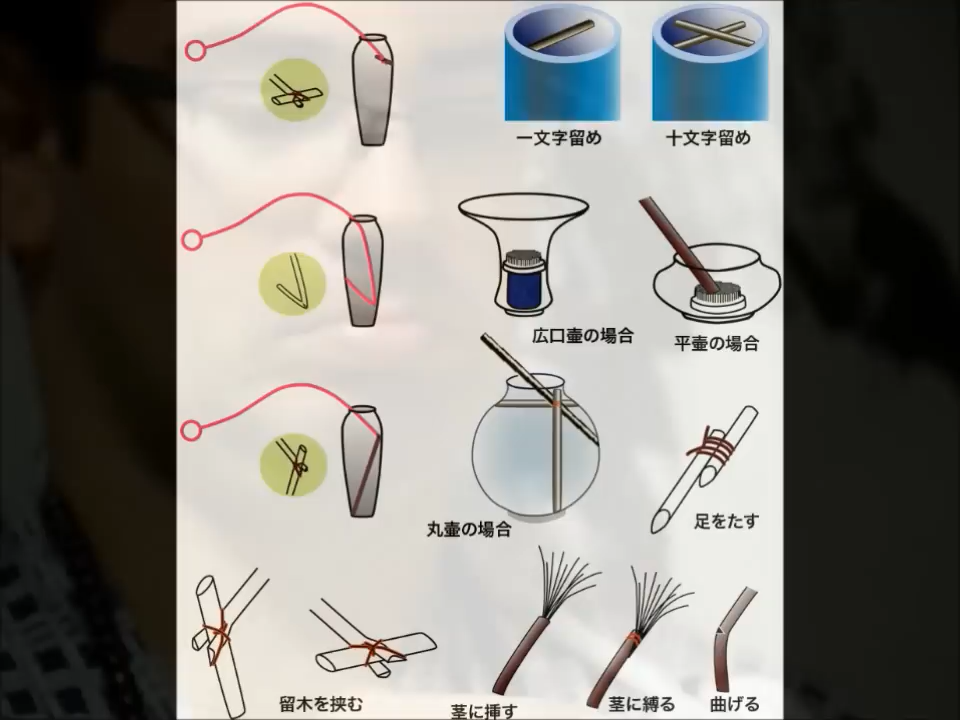 一文字留め
十文字留め
広口壷の場合
平壷の場合
丸壷の場合
足をたす
留木を挟む
茎に挿す
茎に縛る
曲げる